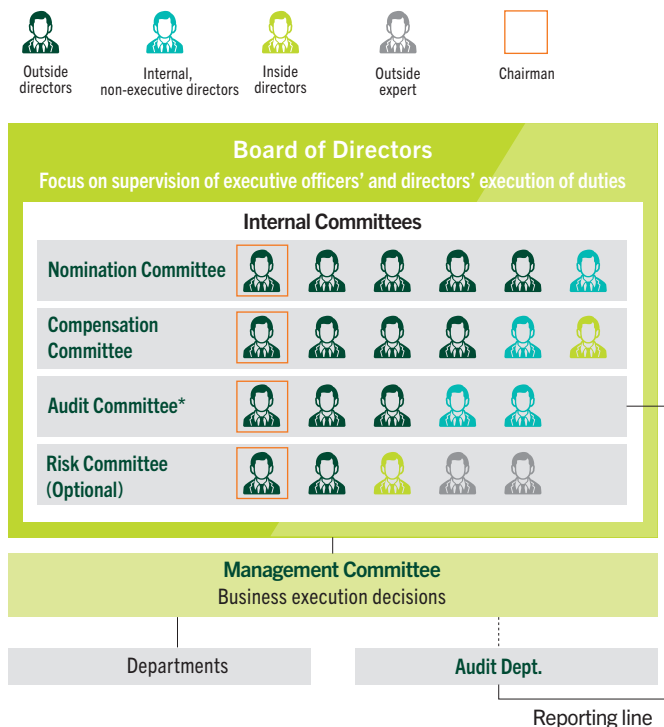 Outside
directors
Internal,
non-executive directors
Inside
directors
Outside
expert
Chairman
Board of Directors
Focus on supervision of executive officers' and directors' execution of duties
Internal Committees
Nomination Committee
Compensation
Committee
Audit Committee*
Risk Committee
(Optional)
Management Committee
Business execution decisions
Departments
Audit Dept.
Reporting line